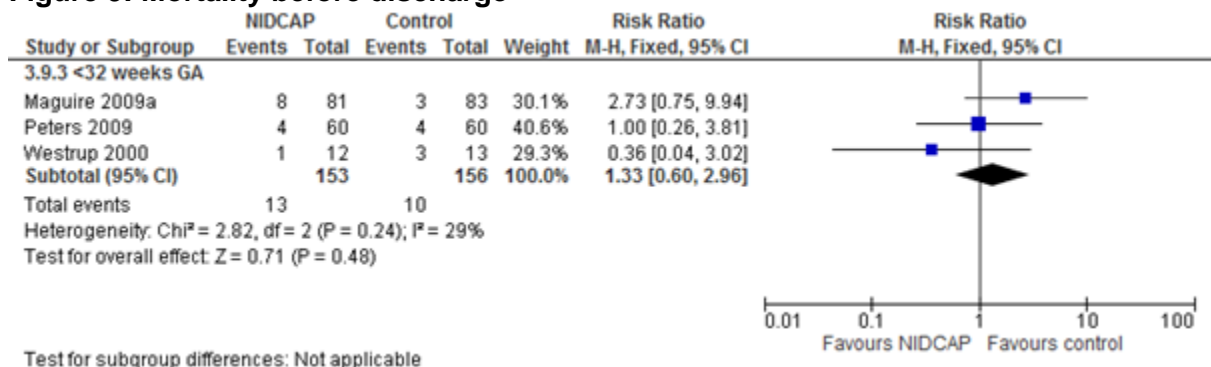 Figure 3: Mortality before discharge
NIDCAP Control Risk Ratio Risk Ratio
Study or Subgroup Events Total Events Total Weight M-H, Fixed, 95% CI M-H, Fixed, 95% CI
3.9.3 <32 weeks GA
Maguire 2009a 8 81 3 83 30.1% 2.73 [0.75, 9.94]
Peters 2009 4 60 4 60 40.6% 1.00 [0.26, 3.81]
Westrup 2000 1 12 3 13 29.3% 0.36 [0.04, 3.02]
Subtotal (95% CI) 153 156 100.0% 1.33 [0.60, 2.96]
Total events 13 10
Heterogeneity: Chi² = 2.82, df = 2 (P = 0.24); I² = 29%
Test for overall effect: Z = 0.71 (P = 0.48)
0.01 0.1 1 10 100
Favours NIDCAP Favours control
Test for subgroup differences: Not applicable